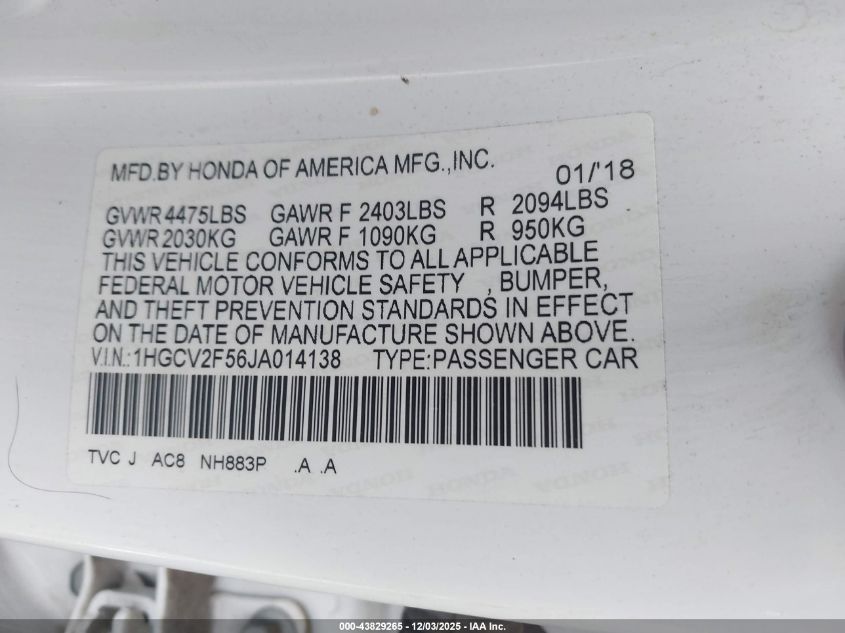 MFD.BY HONDA OF AMERICA MFG.,INC. 01/'18
GVWR 4475LBS GAWR F 2403LBS R 2094LBS
GVWR 2030KG GAWR F 1090KG R 950KG
THIS VEHICLE CONFORMS TO ALL APPLICABLE
FEDERAL MOTOR VEHICLE SAFETY , BUMPER,
AND THEFT PREVENTION STANDARDS IN EFFECT
ON THE DATE OF MANUFACTURE SHOWN ABOVE.
V.I.N.:1HGCV2F56JA014138 TYPE:PASSENGER CAR
TVC J AC8 NH883P .A .A
000-43829265 - 12/03/2025 - IAA Inc.